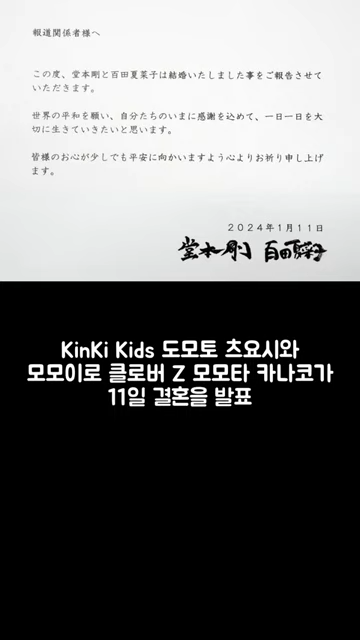 報道関係者様へ
この度、堂本剛と百田夏菜子は結婚いたしました事をご報告させて
いただきます。
世界の平和を願い、自分たちのいまに感謝を込めて、一日一日を大
切に生きていきたいと思います。
皆様のお心が少しでも平安に向かいますよう心よりお祈り申し上げ
ます。
2024年1月11日
堂本剛 百田夏菜子
KinKi Kids 도모토 츠요시와
모모이로 클로버 Z 모모타 카나코가
11일 결혼을 발표